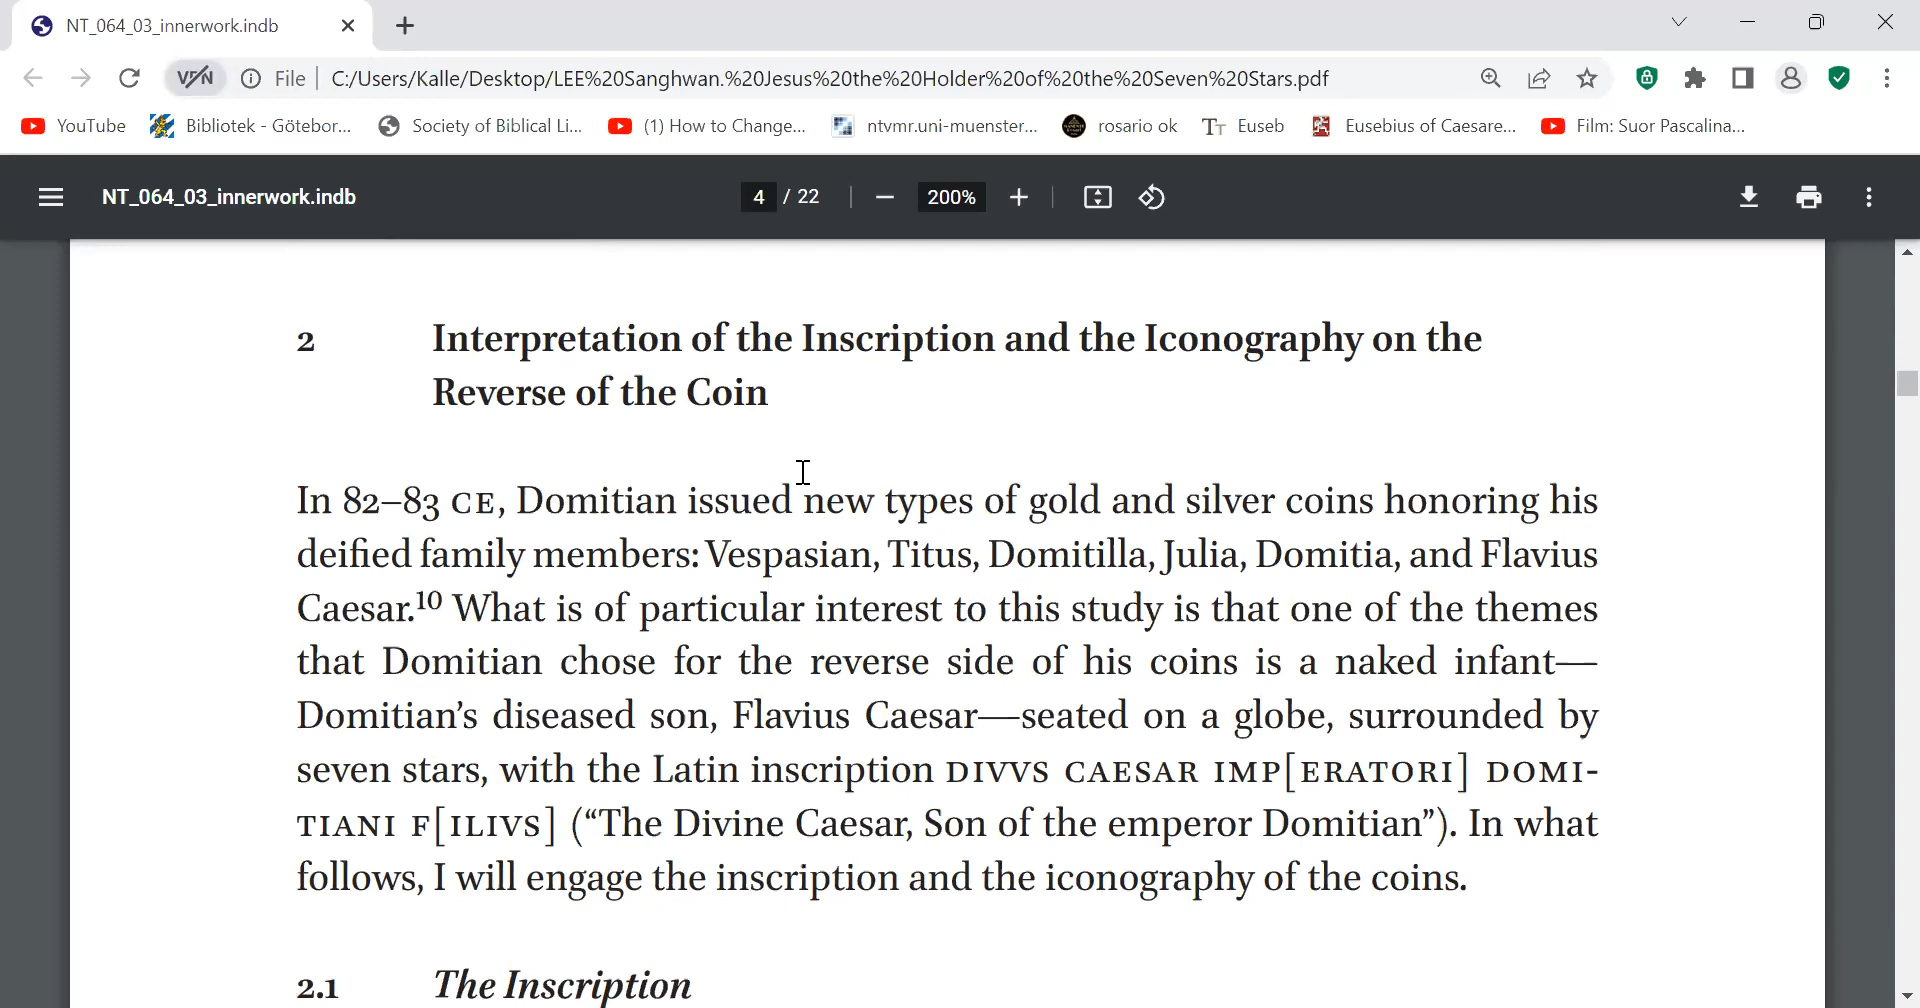 NT_064_03_innerwork.indb
VPN File C:/Users/Kalle/Desktop/LEE%20Sanghwan.%20Jesus%20the%20Holder%20of%20the%20Seven%20Stars.pdf
YouTube Bibliotek - Götebor... Society of Biblical Li... (1) How to Change... ntvmr.uni-muenster... rosario ok Euseb Eusebius of Caesare... Film: Suor Pascalina...
NT_064_03_innerwork.indb 4 / 22 200%
2 Interpretation of the Inscription and the Iconography on the
Reverse of the Coin
In 82–83 CE, Domitian issued new types of gold and silver coins honoring his
deified family members: Vespasian, Titus, Domitilla, Julia, Domitia, and Flavius
Caesar.10 What is of particular interest to this study is that one of the themes
that Domitian chose for the reverse side of his coins is a naked infant—
Domitian’s diseased son, Flavius Caesar—seated on a globe, surrounded by
seven stars, with the Latin inscription DIVVS CAESAR IMP[ERATORI] DOMI-
TIANI F[ILIVS] (“The Divine Caesar, Son of the emperor Domitian”). In what
follows, I will engage the inscription and the iconography of the coins.
2.1 The Inscription